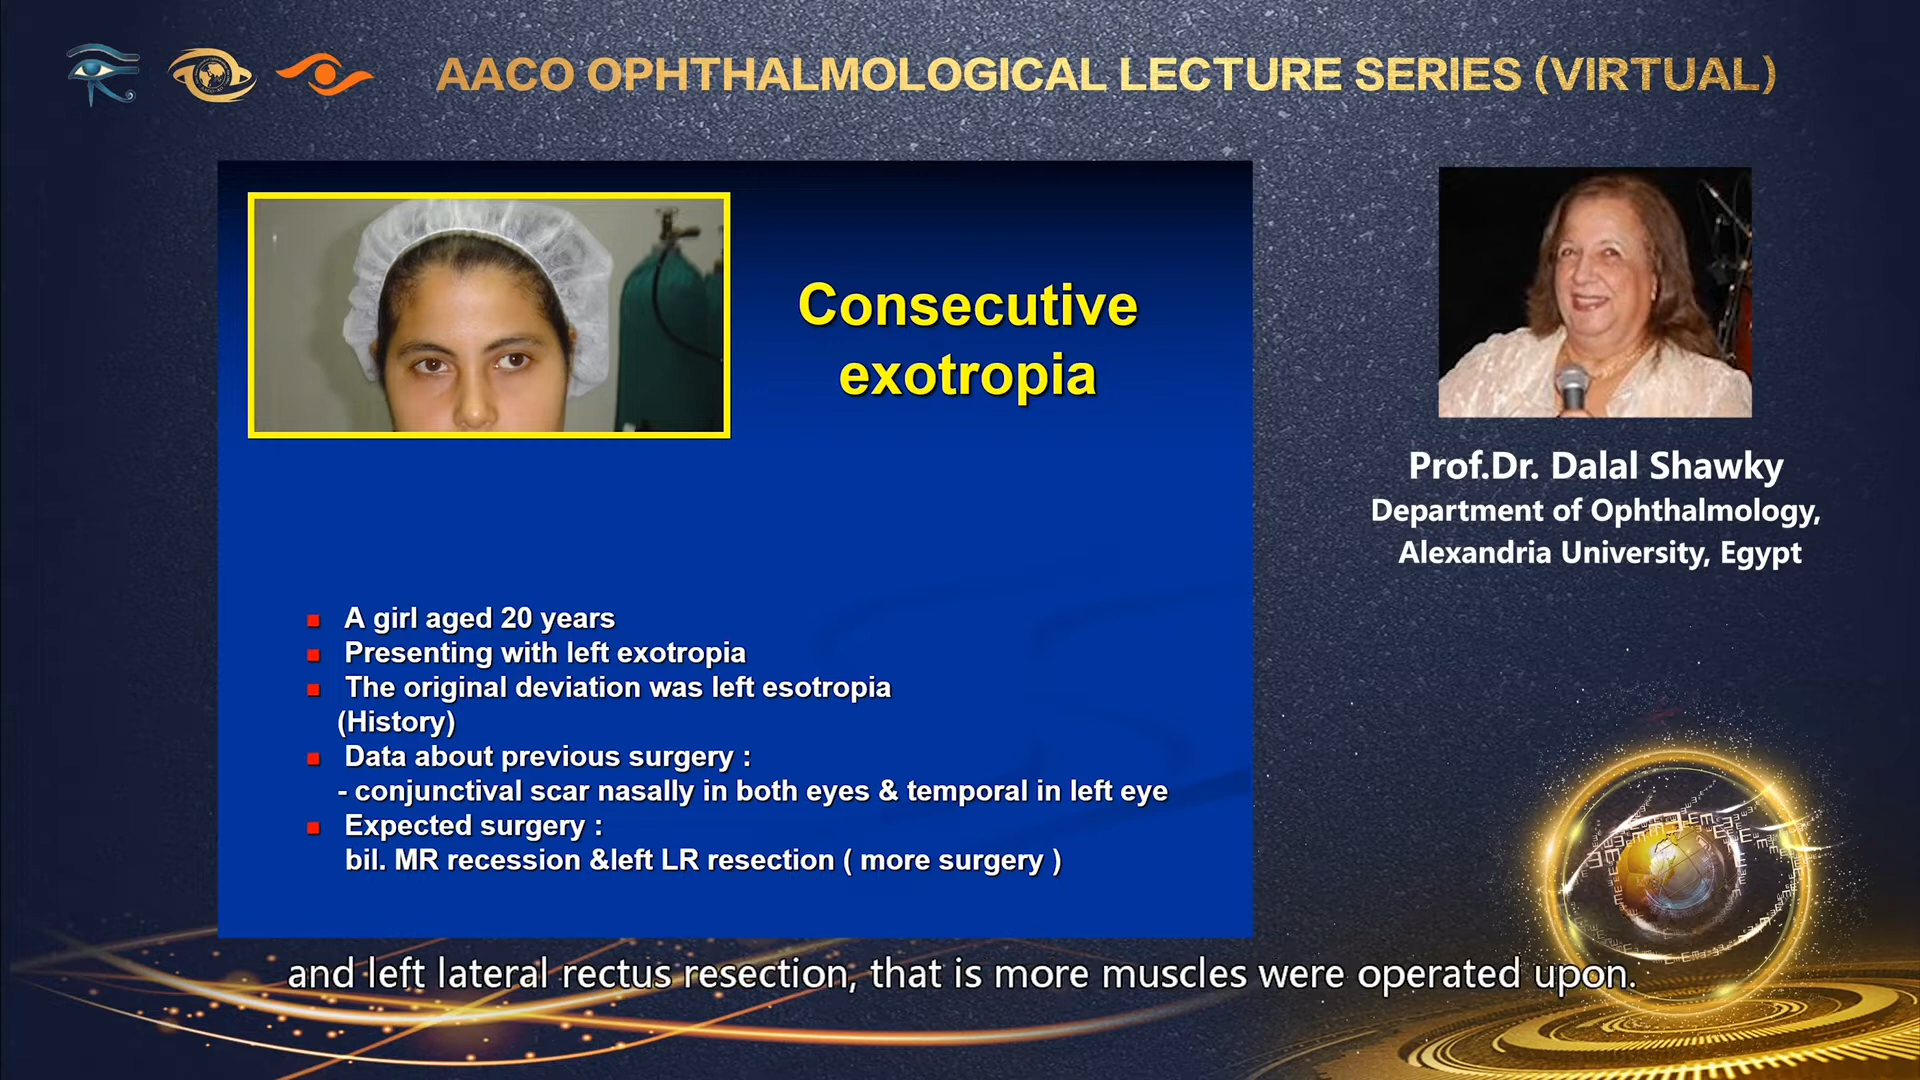 AACO OPHTHALMOLOGICAL LECTURE SERIES (VIRTUAL)
Consecutive
exotropia
A girl aged 20 years
Presenting with left exotropia
The original deviation was left esotropia
(History)
Data about previous surgery :
- conjunctival scar nasally in both eyes & temporal in left eye
Expected surgery :
bil. MR recession &left LR resection ( more surgery )
Prof.Dr. Dalal Shawky
Department of Ophthalmology,
Alexandria University, Egypt
and left lateral rectus resection, that is more muscles were operated upon.